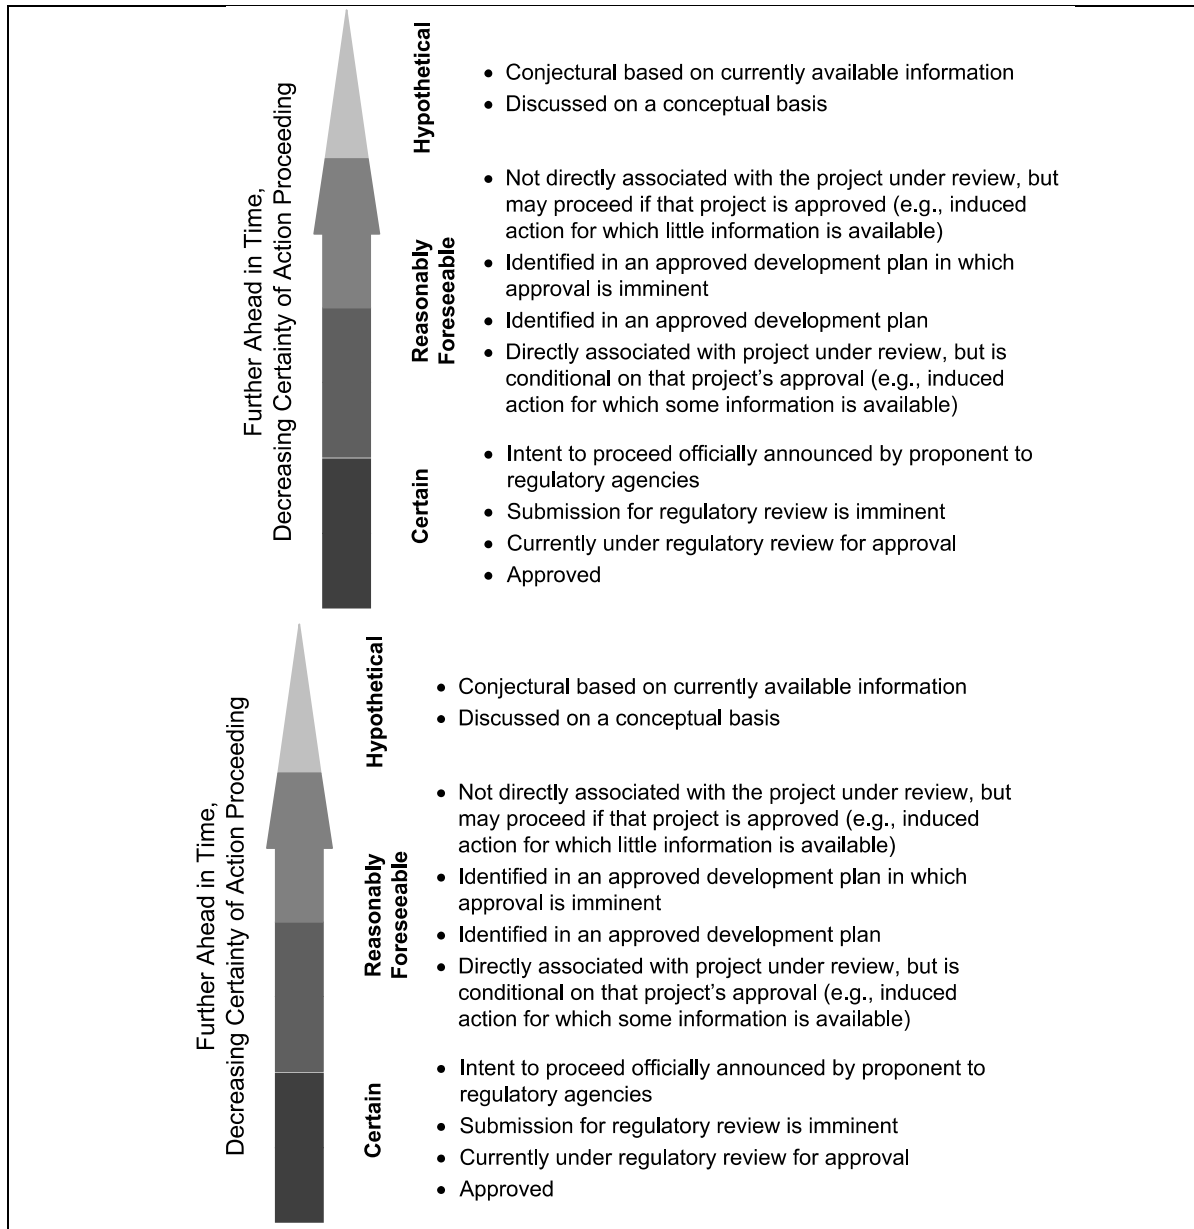 Further Ahead in Time,
Decreasing Certainty of Action Proceeding
Hypothetical
• Conjectural based on currently available information
• Discussed on a conceptual basis
Reasonably
Foreseeable
• Not directly associated with the project under review, but
may proceed if that project is approved (e.g., induced
action for which little information is available)
• Identified in an approved development plan in which
approval is imminent
• Identified in an approved development plan
• Directly associated with project under review, but is
conditional on that project’s approval (e.g., induced
action for which some information is available)
Certain
• Intent to proceed officially announced by proponent to
regulatory agencies
• Submission for regulatory review is imminent
• Currently under regulatory review for approval
• Approved
Further Ahead in Time,
Decreasing Certainty of Action Proceeding
Hypothetical
• Conjectural based on currently available information
• Discussed on a conceptual basis
Reasonably
Foreseeable
• Not directly associated with the project under review, but
may proceed if that project is approved (e.g., induced
action for which little information is available)
• Identified in an approved development plan in which
approval is imminent
• Identified in an approved development plan
• Directly associated with project under review, but is
conditional on that project’s approval (e.g., induced
action for which some information is available)
Certain
• Intent to proceed officially announced by proponent to
regulatory agencies
• Submission for regulatory review is imminent
• Currently under regulatory review for approval
• Approved